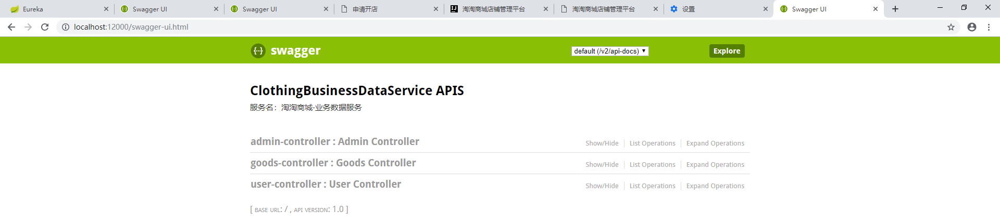 Eureka
Swagger UI
Swagger UI
申请开店
淘淘商城店铺管理平台
淘淘商城店铺管理平台
设置
Swagger UI
localhost:12000/swagger-ui.html
{··} swagger
default (/v2/api-docs)
Explore
ClothingBusinessDataService APIS
服务名：淘淘商城-业务数据服务
admin-controller : Admin Controller
Show/Hide
List Operations
Expand Operations
goods-controller : Goods Controller
Show/Hide
List Operations
Expand Operations
user-controller : User Controller
Show/Hide
List Operations
Expand Operations
[ BASE URL: / , API VERSION: 1.0 ]